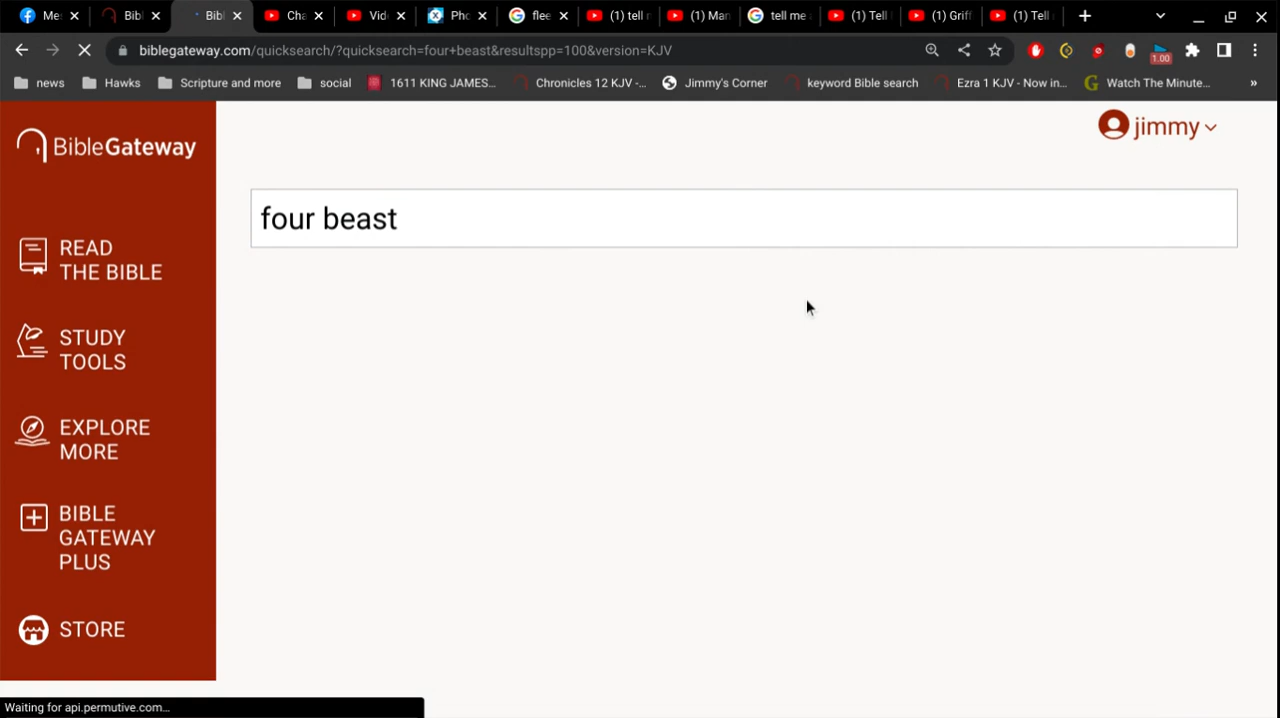 Me
Bibl
Bibl
Cha
Vide
Pho
flee
(1) tell r
(1) Man
tell me
(1) Tell
(1) Griff
(1) Tell
biblegateway.com/quicksearch/?quicksearch=four+beast&resultspp=100&version=KJV
1.00
news Hawks Scripture and more social 1611 KING JAMES... Chronicles 12 KJV -... Jimmy's Corner keyword Bible search Ezra 1 KJV - Now in... Watch The Minute... »
BibleGateway
jimmy
four beast
READ
THE BIBLE
STUDY
TOOLS
EXPLORE
MORE
BIBLE
GATEWAY
PLUS
STORE
Waiting for api.permutive.com...